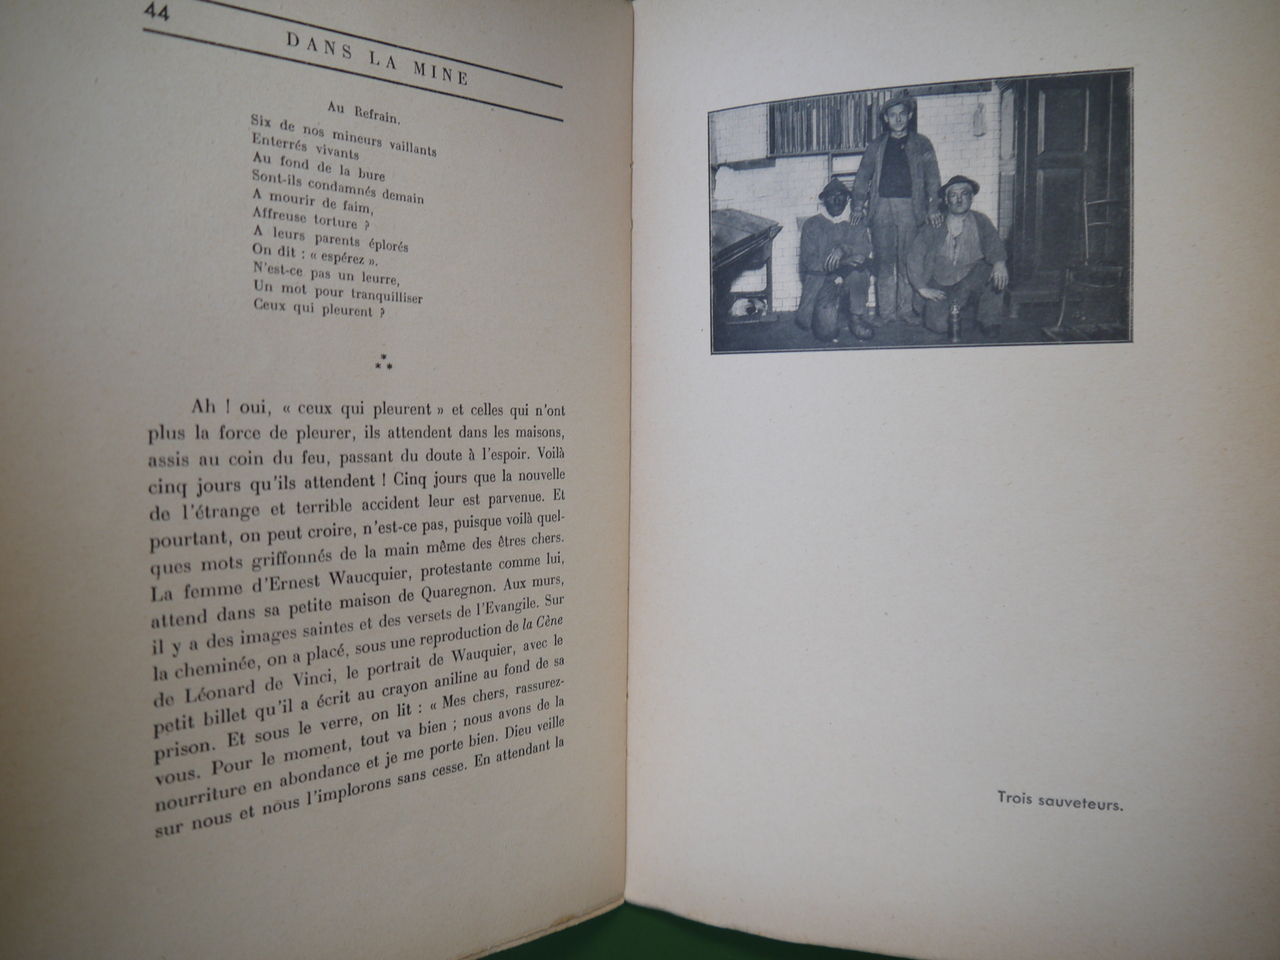 44
DANS LA MINE
Au Refrain.
Six de nos mineurs vaillants
Enterrés vivants
Au fond de la bure
Sont-ils condamnés demain
A mourir de faim,
Affreuse torture ?
A leurs parents éplorés
On dit : « espérez ».
N'est-ce pas un leurre,
Un mot pour tranquilliser
Ceux qui pleurent ?
* * *
Ah ! oui, « ceux qui pleurent » et celles qui n'ont
plus la force de pleurer, ils attendent dans les maisons,
assis au coin du feu, passant du doute à l'espoir. Voilà
cinq jours qu'ils attendent ! Cinq jours que la nouvelle
de l'étrange et terrible accident leur est parvenue. Et
pourtant, on peut croire, n'est-ce pas, puisque voilà quel-
ques mots griffonnés de la main même des êtres chers.
La femme d'Ernest Waucquier, protestante comme lui,
attend dans sa petite maison de Quaregnon. Aux murs,
il y a des images saintes et des versets de l'Evangile. Sur
la cheminée, on a placé, sous une reproduction de la Cène
de Léonard de Vinci, le portrait de Wauquier, avec le
petit billet qu'il a écrit au crayon aniline au fond de sa
prison. Et sous le verre, on lit : « Mes chers, rassurez-
vous. Pour le moment, tout va bien ; nous avons de la
nourriture en abondance et je me porte bien. Dieu veille
sur nous et nous l'implorons sans cesse. En attendant la
Trois sauveteurs.